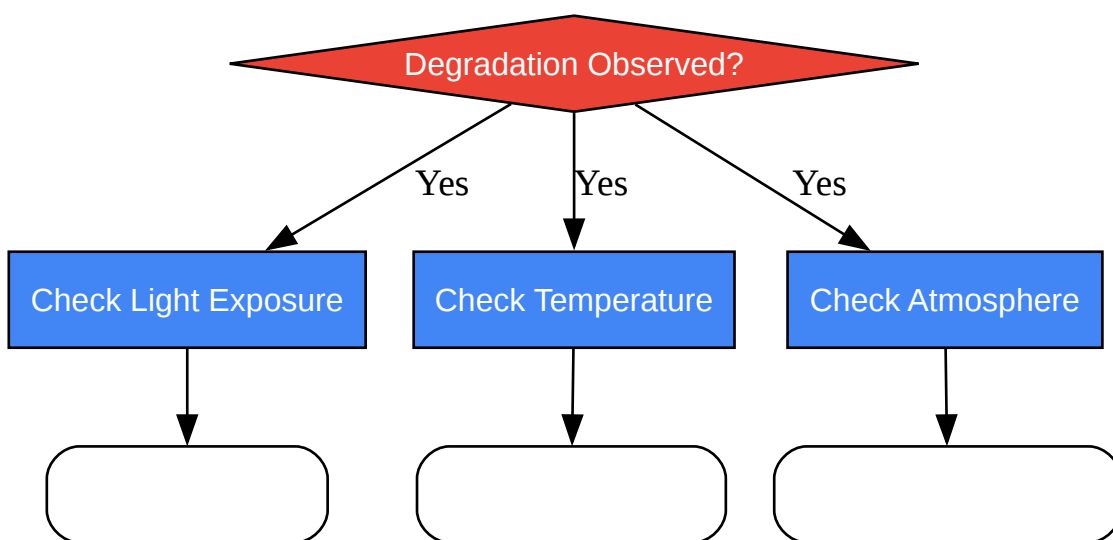 Degradation Observed?
Yes
Yes
Yes
Check Light Exposure
Check Temperature
Check Atmosphere